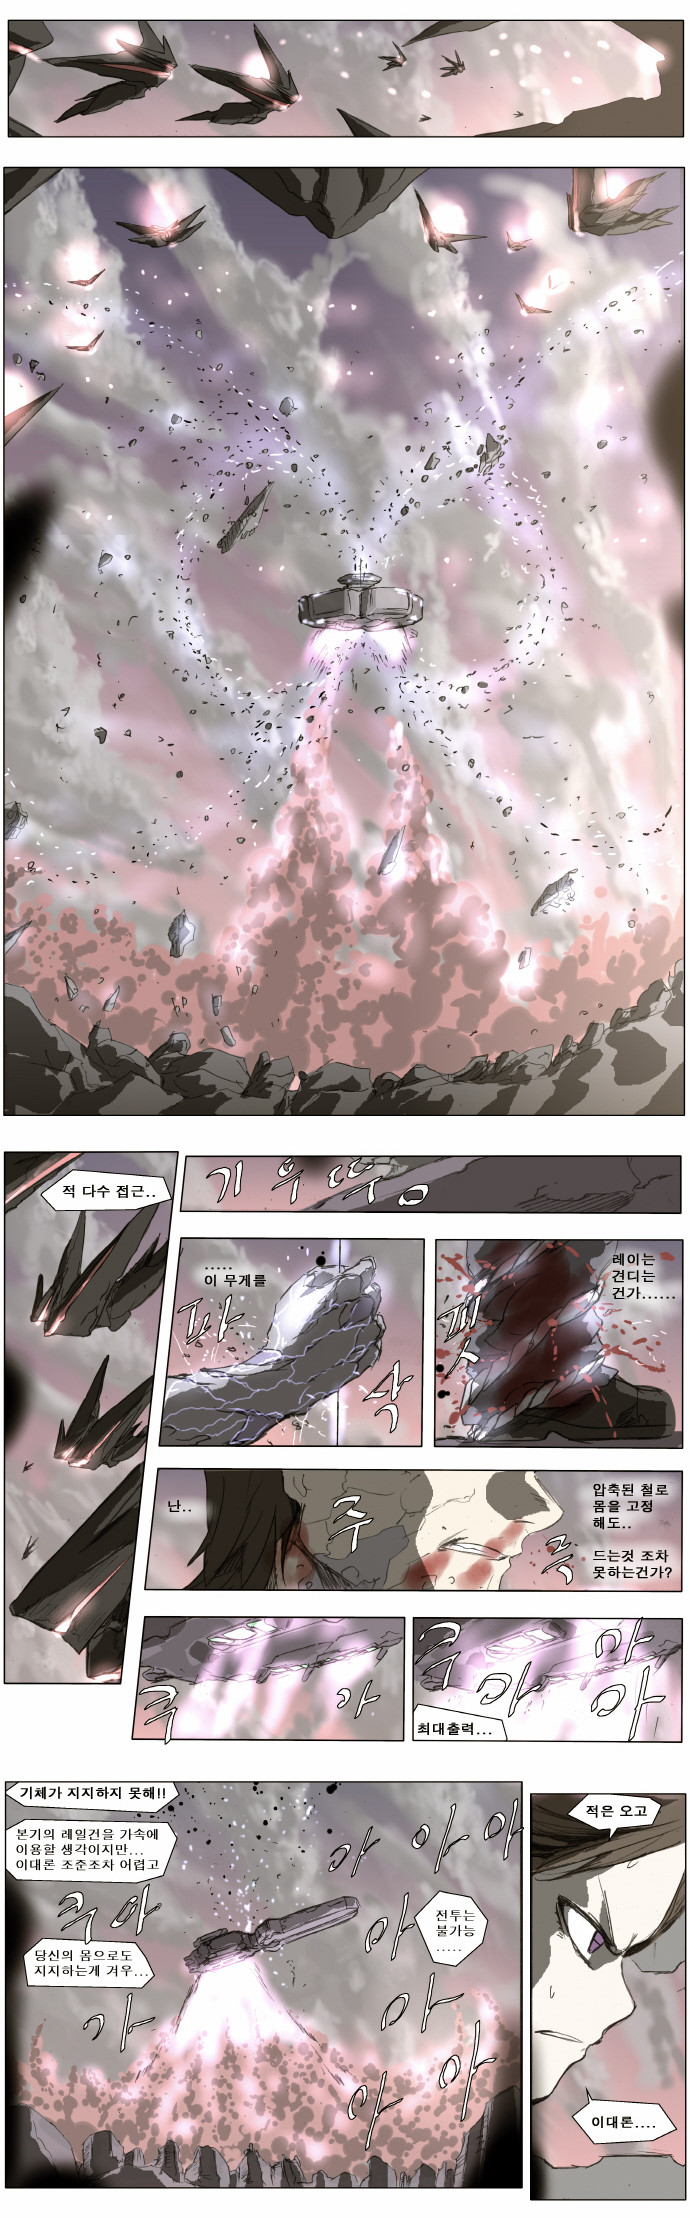 적 다수 접근..
기우뚱
.....
이 무게를
파
삭
레이는
견디는
건가......
핏
난..
주
륵
압축된 철로
몸을 고정
해도..
드는것 조차
못하는건가?
쿠
아
쿠
아
아
아
최대출력...
기체가 지지하지 못해!!
본기의 레일건을 가속에
이용할 생각이지만...
이대론 조준조차 어렵고
당신의 몸으로도
지지하는게 겨우...
전투는
불가능
.....
쿠아
아 아 아
아
아
가
아 아
적은 오고
이대론....